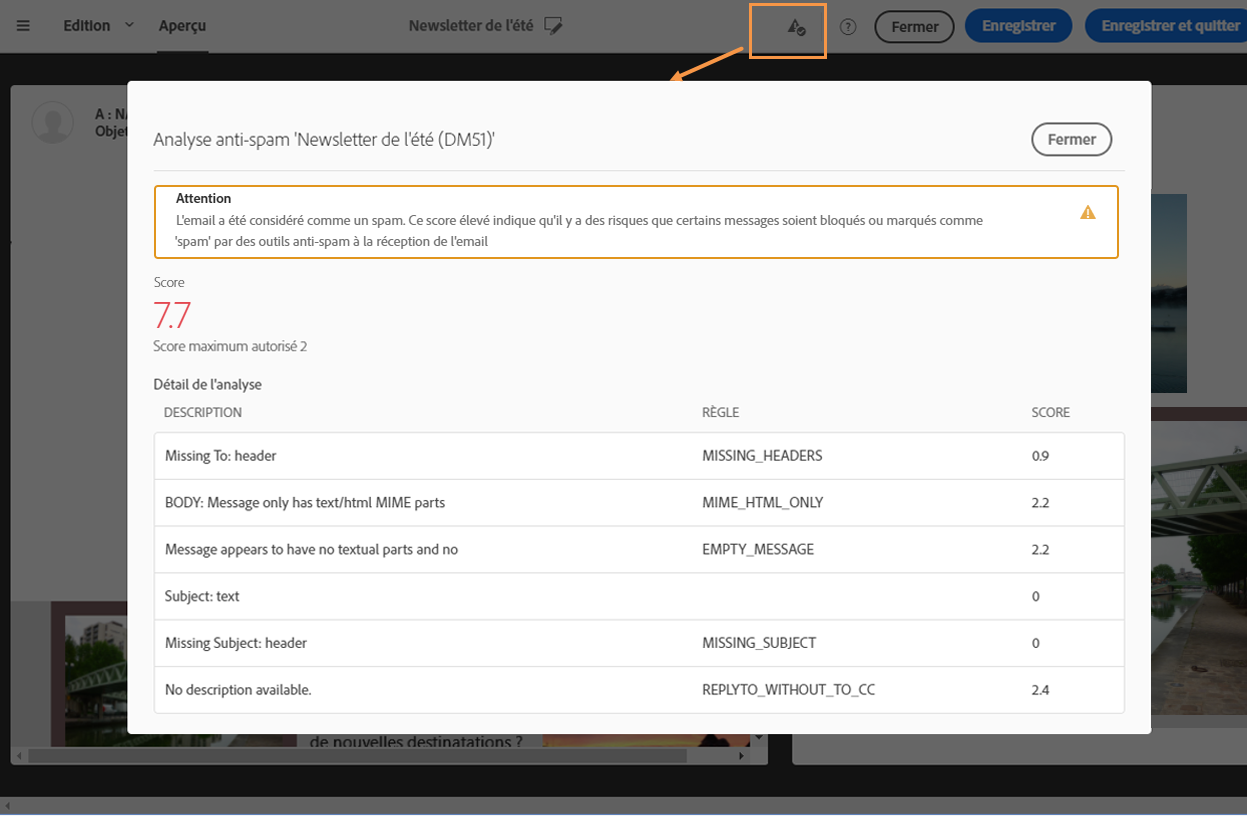 Edition
Aperçu
Newsletter de l'été
?
Fermer
Enregistrer
Enregistrer et quitter
A :
Objet
Analyse anti-spam 'Newsletter de l'été (DM51)'
Fermer
Attention
L'email a été considéré comme un spam. Ce score élevé indique qu'il y a des risques que certains messages soient bloqués ou marqués comme
'spam' par des outils anti-spam à la réception de l'email
Score
7.7
Score maximum autorisé 2
Détail de l'analyse
DESCRIPTION RÈGLE SCORE
Missing To: header MISSING_HEADERS 0.9
BODY: Message only has text/html MIME parts MIME_HTML_ONLY 2.2
Message appears to have no textual parts and no EMPTY_MESSAGE 2.2
Subject: text 0
Missing Subject: header MISSING_SUBJECT 0
No description available. REPLYTO_WITHOUT_TO_CC 2.4
de nouvelles destinatations ?